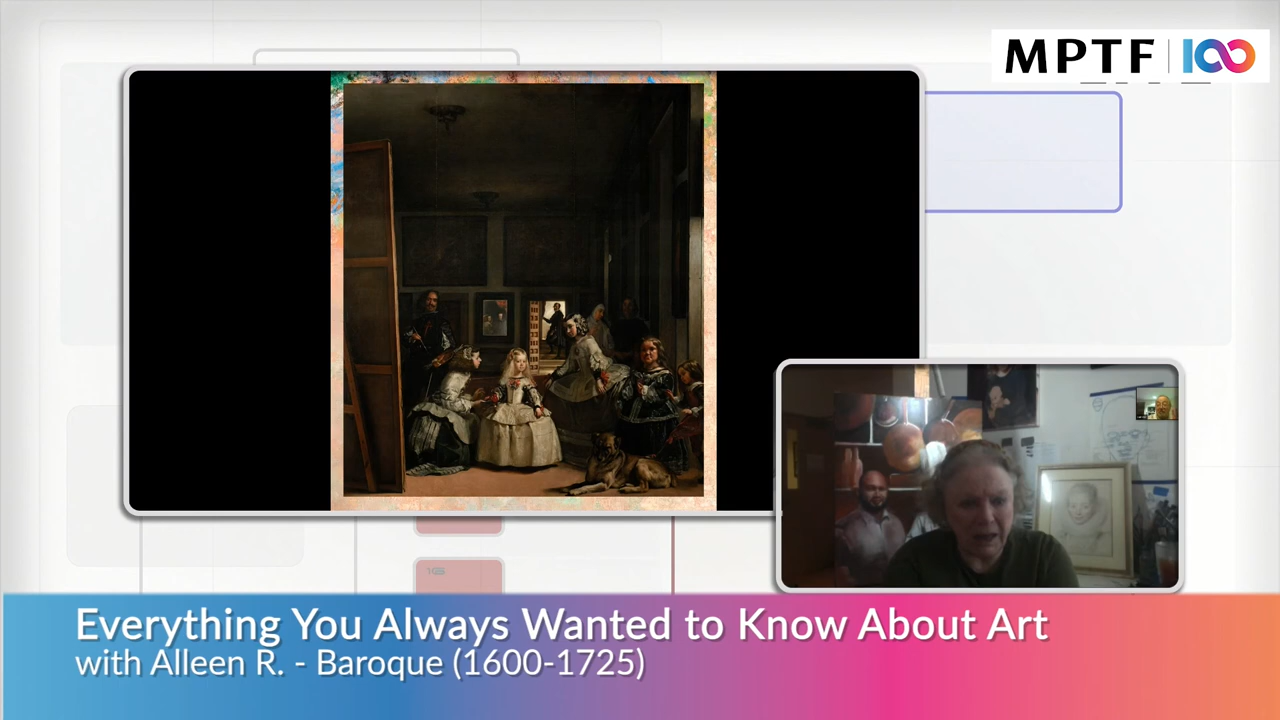 MPTF | 100
Everything You Always Wanted to Know About Art
with Alleen R. - Baroque (1600-1725)